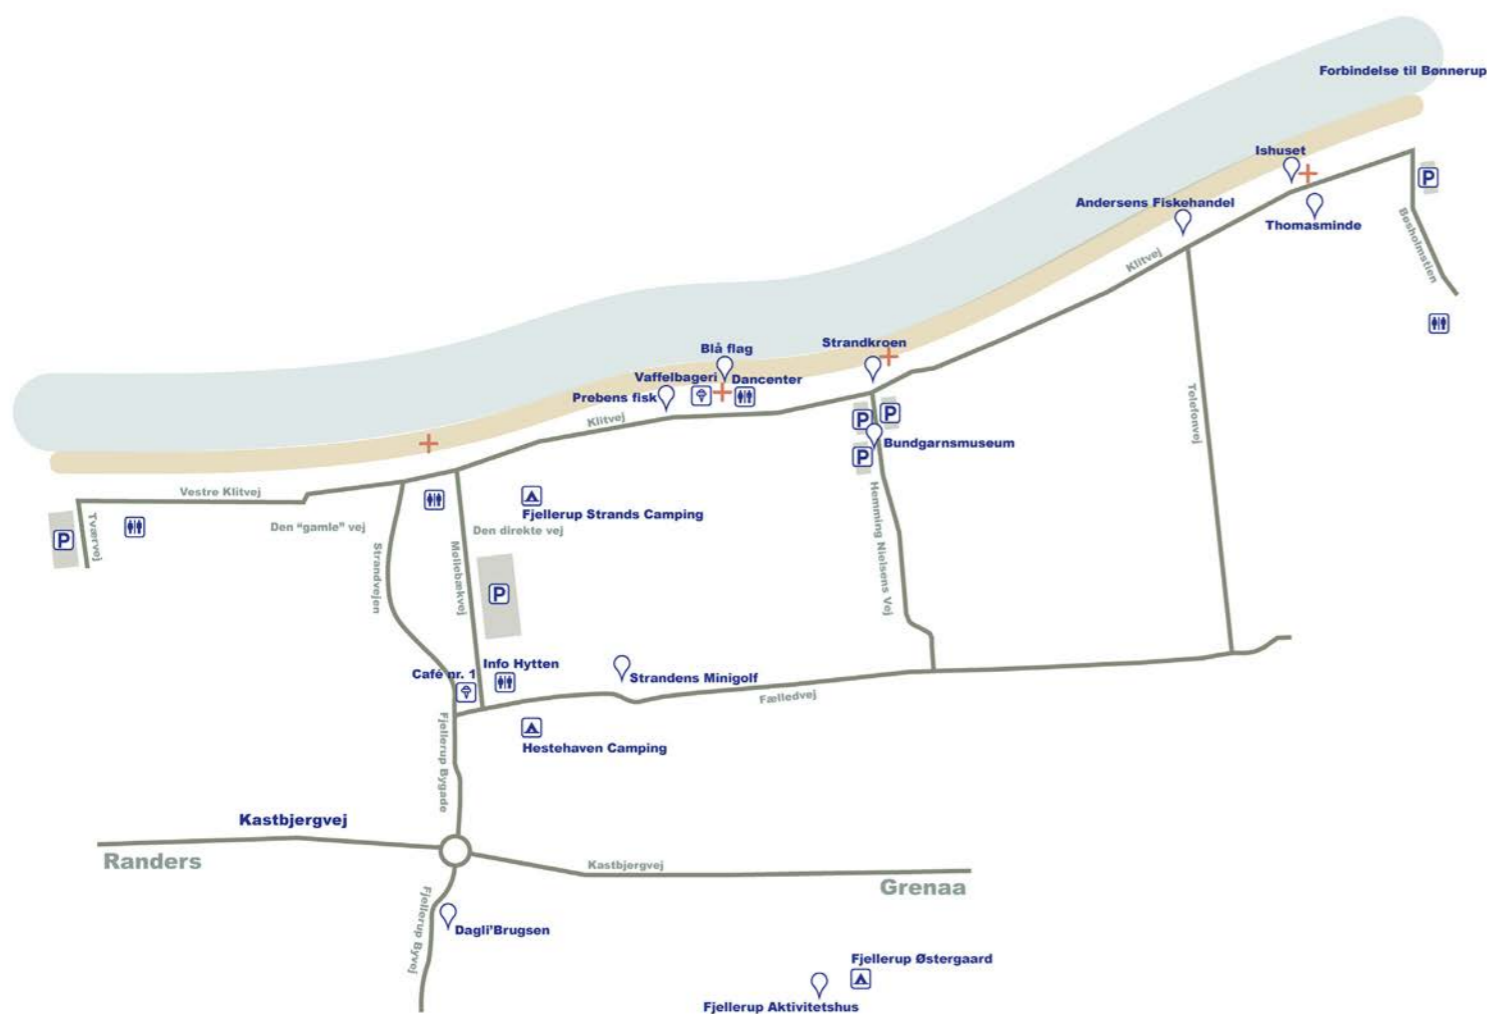 Forbindelse til Bønnerup
Ishuset
P
Andersens Fiskehandel
Thomasminde
Bøsholmstien
Klitvej
Blå flag
Strandkroen
Vaffelbageri
Dancenter
Prebens fisk
Klitvej
P
P
Bundgarnsmuseum
P
Telefonvej
Vestre Klitvej
Den "gamle" vej
Fjellerup Strands Camping
Den direkte vej
P
Tværvej
Strandvejen
Møllebækvej
P
Hemming Nielsens Vej
Info Hytten
Café nr. 1
Strandens Minigolf
Fælledvej
Fjellerup Bygade
Hestehaven Camping
Kastbjergvej
Randers
Kastbjergvej
Grenaa
Fjellerup Byvej
Dagli'Brugsen
Fjellerup Østergaard
Fjellerup Aktivitetshus